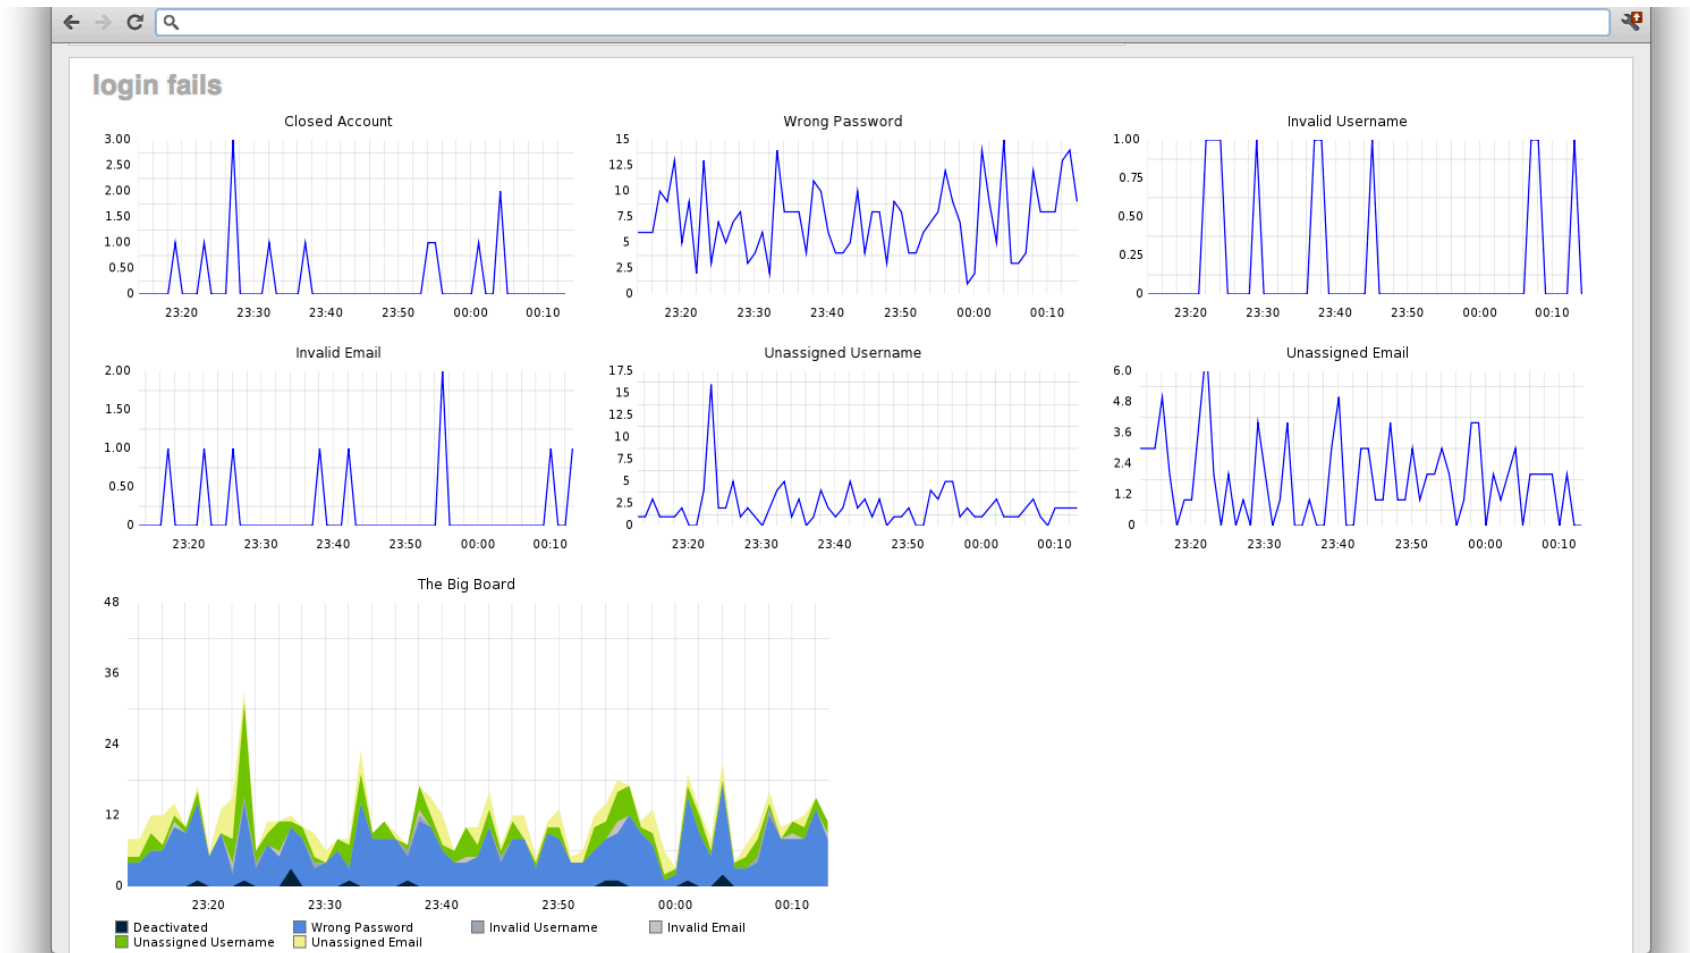 login fails
Closed Account
3.00
2.50
2.00
1.50
1.00
0.50
0
23:20 23:30 23:40 23:50 00:00 00:10
Wrong Password
15
12.5
10
7.5
5
2.5
0
23:20 23:30 23:40 23:50 00:00 00:10
Invalid Username
1.00
0.75
0.50
0.25
0
23:20 23:30 23:40 23:50 00:00 00:10
Invalid Email
2.00
1.50
1.00
0.50
0
23:20 23:30 23:40 23:50 00:00 00:10
Unassigned Username
17.5
15
12.5
10
7.5
5
2.5
0
23:20 23:30 23:40 23:50 00:00 00:10
Unassigned Email
6.0
4.8
3.6
2.4
1.2
0
23:20 23:30 23:40 23:50 00:00 00:10
The Big Board
48
36
24
12
0
23:20 23:30 23:40 23:50 00:00 00:10
Deactivated Wrong Password Invalid Username Invalid Email
Unassigned Username Unassigned Email